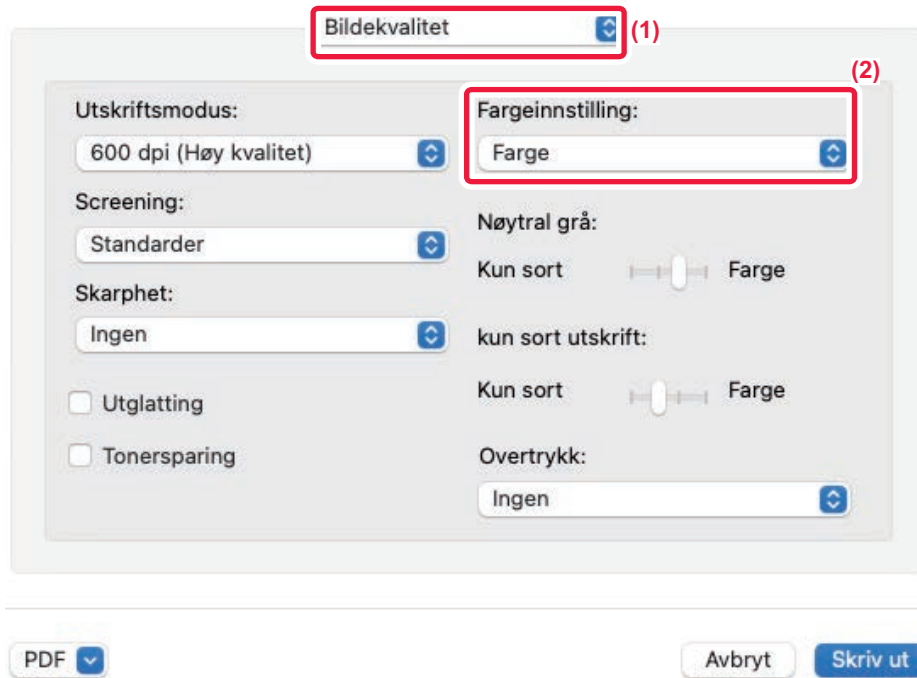 Bildekvalitet
(1)
(2)
Utskriftsmodus:
600 dpi (Høy kvalitet)
Screening:
Standarder
Skarphet:
Ingen
Utglatting
Tonersparing
Fargeinnstilling:
Farge
Nøytral grå:
Kun sort Farge
kun sort utskrift:
Kun sort Farge
Overtrykk:
Ingen
PDF
Avbryt
Skriv ut